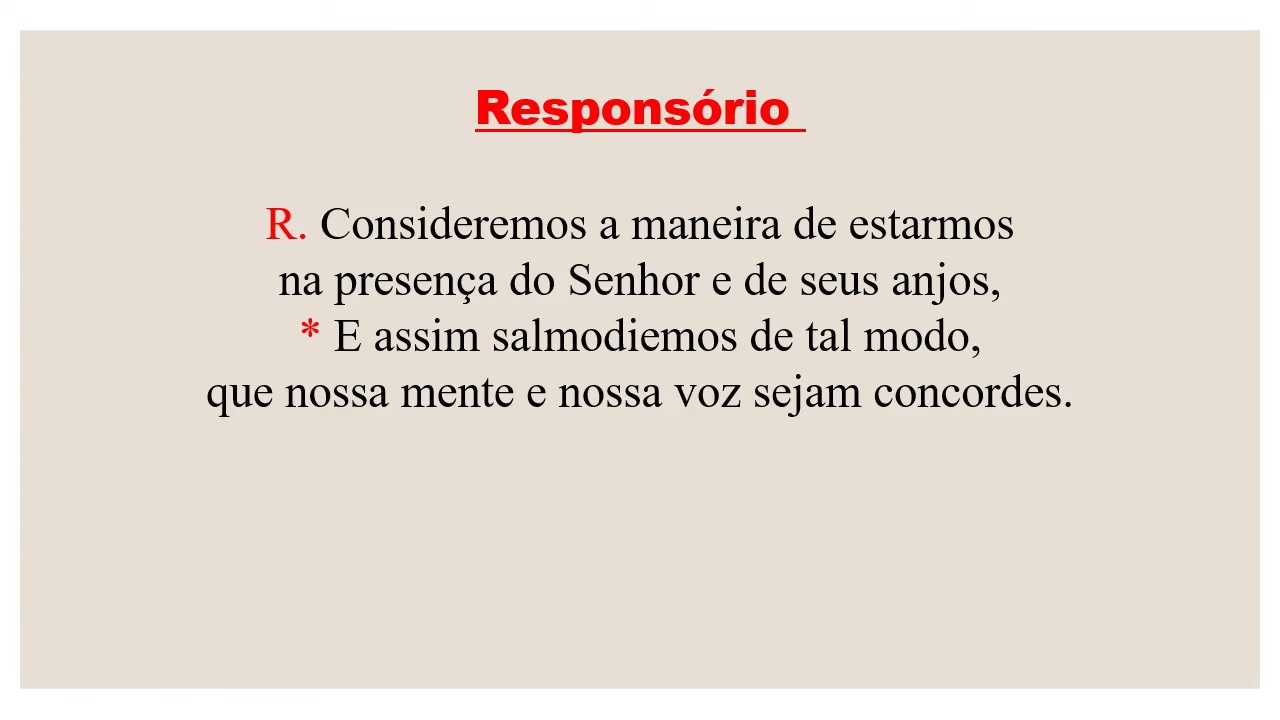 Responsório
R. Consideremos a maneira de estarmos
na presença do Senhor e de seus anjos,
* E assim salmodiemos de tal modo,
que nossa mente e nossa voz sejam concordes.